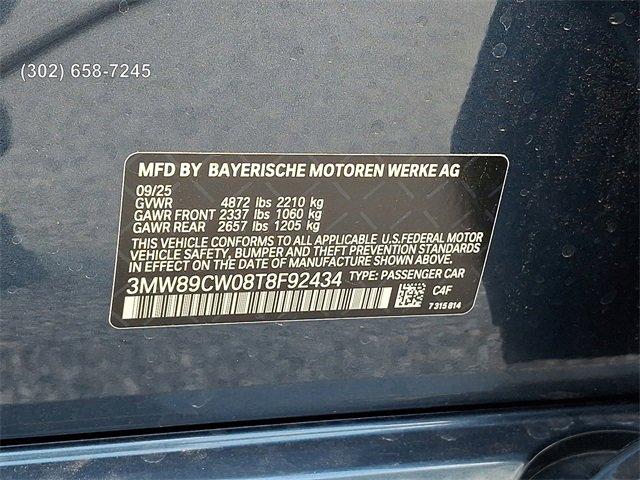 (302) 658-7245
MFD BY BAYERISCHE MOTOREN WERKE AG
09/25
GVWR 4872 lbs 2210 kg
GAWR FRONT 2337 lbs 1060 kg
GAWR REAR 2657 lbs 1205 kg
THIS VEHICLE CONFORMS TO ALL APPLICABLE U.S.FEDERAL MOTOR
VEHICLE SAFETY, BUMPER AND THEFT PREVENTION STANDARDS
IN EFFECT ON THE DATE OF MANUFACTURE SHOWN ABOVE.
3MW89CW08T8F92434 TYPE: PASSENGER CAR
C4F
7315814